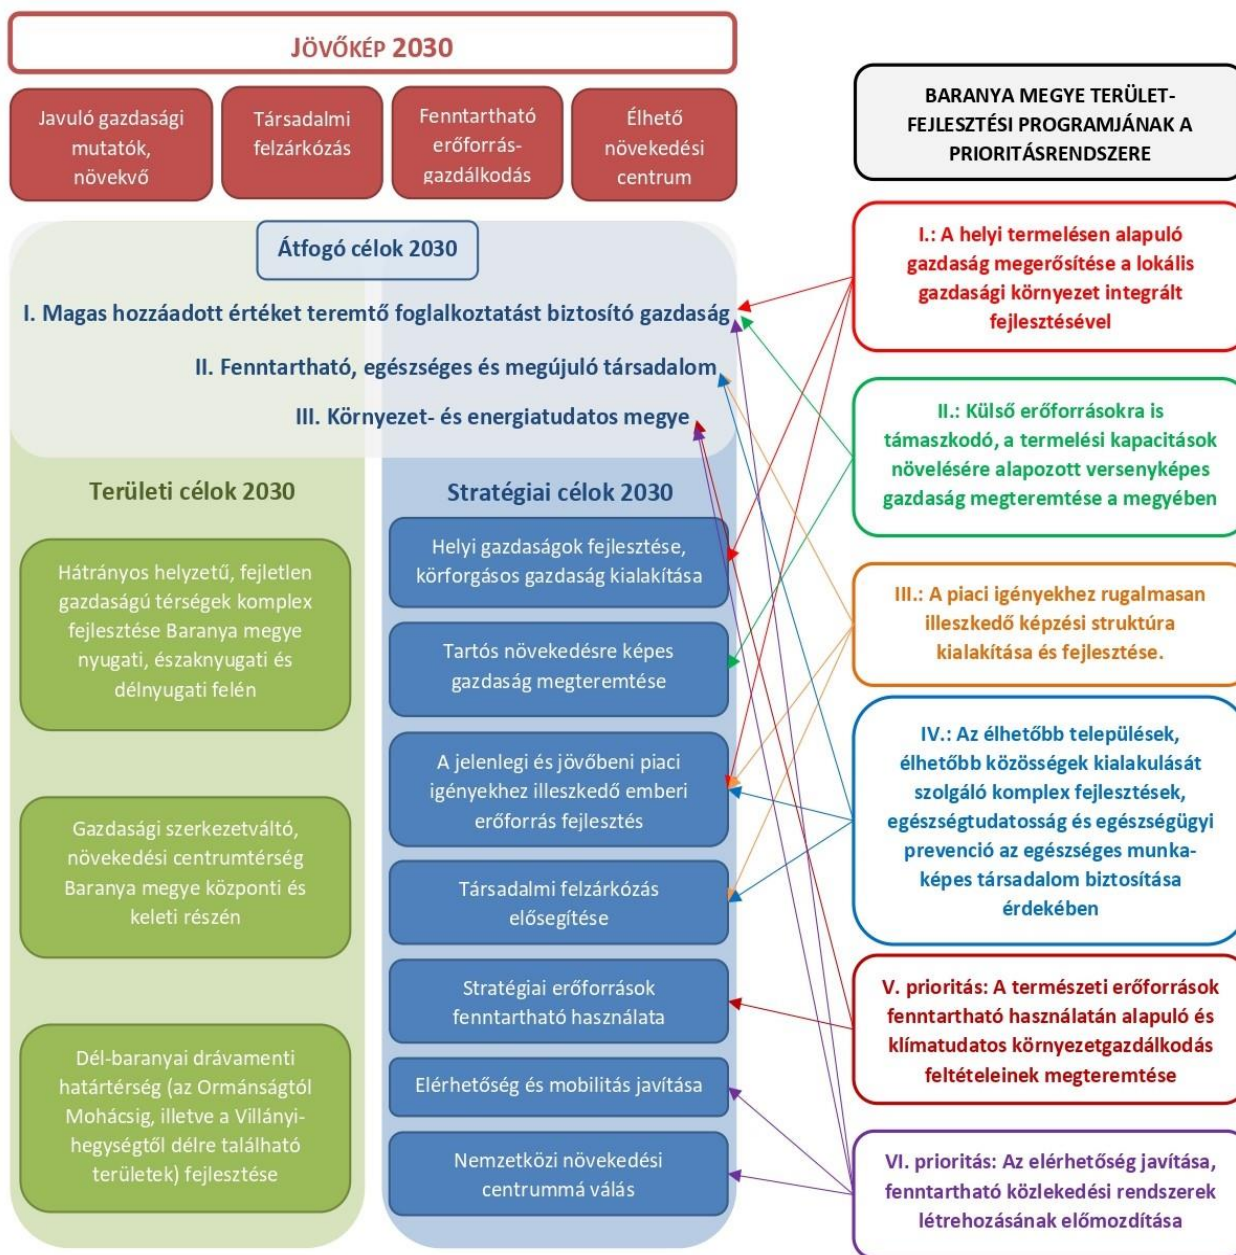 JÖVŐKÉP 2030
Javuló gazdasági
mutatók,
növekvő
Társadalmi
felzárkózás
Fenntartható
erőforrás-
gazdálkodás
Élhető
növekedési
centrum
Átfogó célok 2030
I. Magas hozzáadott értéket teremtő foglalkoztatást biztosító gazdaság
II. Fenntartható, egészséges és megújuló társadalom
III. Környezet- és energiatudatos megye
Területi célok 2030
Hátrányos helyzetű, fejletlen
gazdaságú térségek komplex
fejlesztése Baranya megye
nyugati, északnyugati és
délnyugati felén
Gazdasági szerkezetváltó,
növekedési centrumtérség
Baranya megye központi és
keleti részén
Dél-baranyai drávamenti
határtérség (az Ormánságtól
Mohácsig, illetve a Villányi-
hegységtől délre található
területek) fejlesztése
Stratégiai célok 2030
Helyi gazdaságok fejlesztése,
körforgásos gazdaság kialakítása
Tartós növekedésre képes
gazdaság megteremtése
A jelenlegi és jövőbeni piaci
igényekhez illeszkedő emberi
erőforrás fejlesztés
Társadalmi felzárkózás
elősegítése
Stratégiai erőforrások
fenntartható használata
Elérhetőség és mobilitás javítása
Nemzetközi növekedési
centrummá válás
BARANYA MEGYE TERÜLET-
FEJLESZTÉSI PROGRAMJÁNAK A
PRIORITÁSRENDSZERE
I.: A helyi termelésen alapuló
gazdaság megerősítése a lokális
gazdasági környezet integrált
fejlesztésével
II.: Külső erőforrásokra is
támaszkodó, a termelési kapacitások
növelésére alapozott versenyképes
gazdaság megteremtése a megyében
III.: A piaci igényekhez rugalmasan
illeszkedő képzési struktúra
kialakítása és fejlesztése.
IV.: Az élhetőbb települések,
élhetőbb közösségek kialakulását
szolgáló komplex fejlesztések,
egészségtudatosság és egészségügyi
prevenció az egészséges munka-
képes társadalom biztosítása
érdekében
V. prioritás: A természeti erőforrások
fenntartható használatán alapuló és
klímatudatos környezetgazdálkodás
feltételeinek megteremtése
VI. prioritás: Az elérhetőség javítása,
fenntartható közlekedési rendszerek
létrehozásának előmozdítása